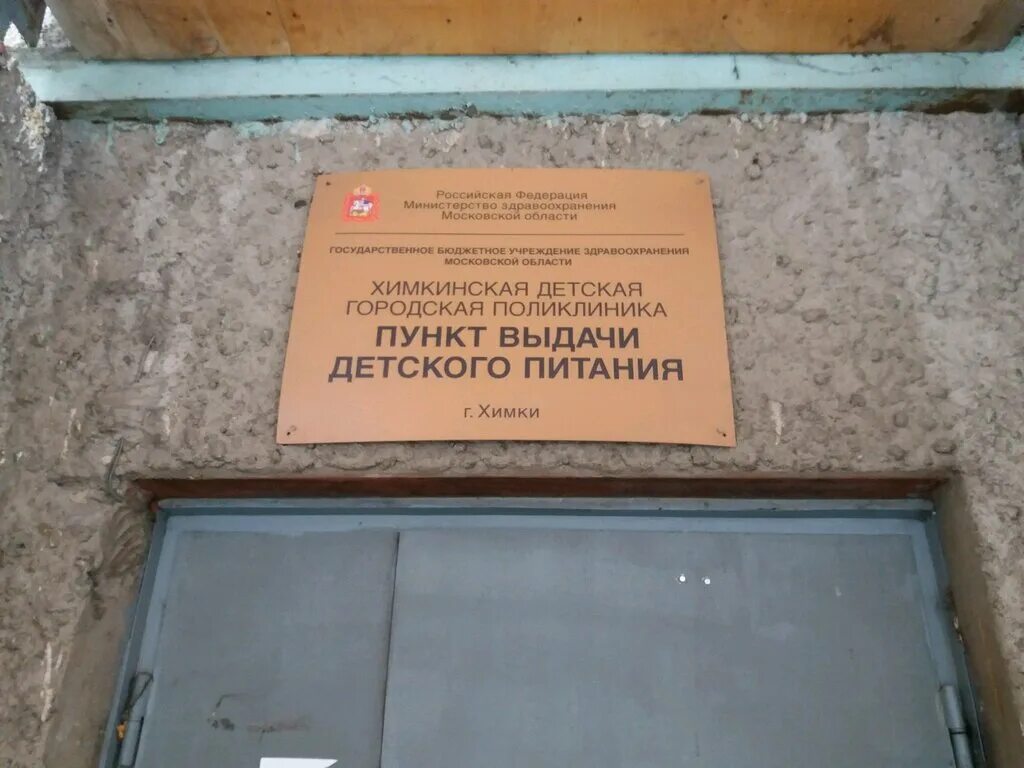 Российская Федерация
Министерство здравоохранения
Московской области
ГОСУДАРСТВЕННОЕ БЮДЖЕТНОЕ УЧРЕЖДЕНИЕ ЗДРАВООХРАНЕНИЯ
МОСКОВСКОЙ ОБЛАСТИ
ХИМКИНСКАЯ ДЕТСКАЯ
ГОРОДСКАЯ ПОЛИКЛИНИКА
ПУНКТ ВЫДАЧИ
ДЕТСКОГО ПИТАНИЯ
г. Химки